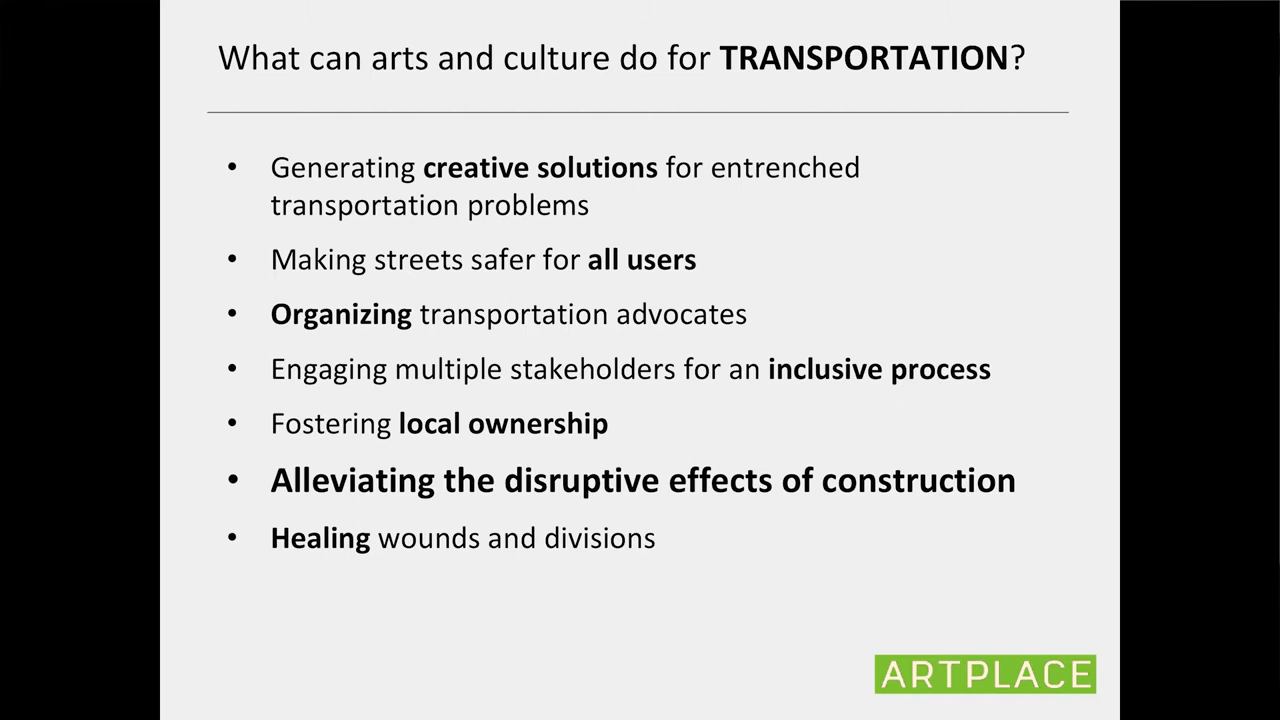 What can arts and culture do for TRANSPORTATION?
• Generating creative solutions for entrenched
transportation problems
• Making streets safer for all users
• Organizing transportation advocates
• Engaging multiple stakeholders for an inclusive process
• Fostering local ownership
• Alleviating the disruptive effects of construction
• Healing wounds and divisions
ARTPLACE